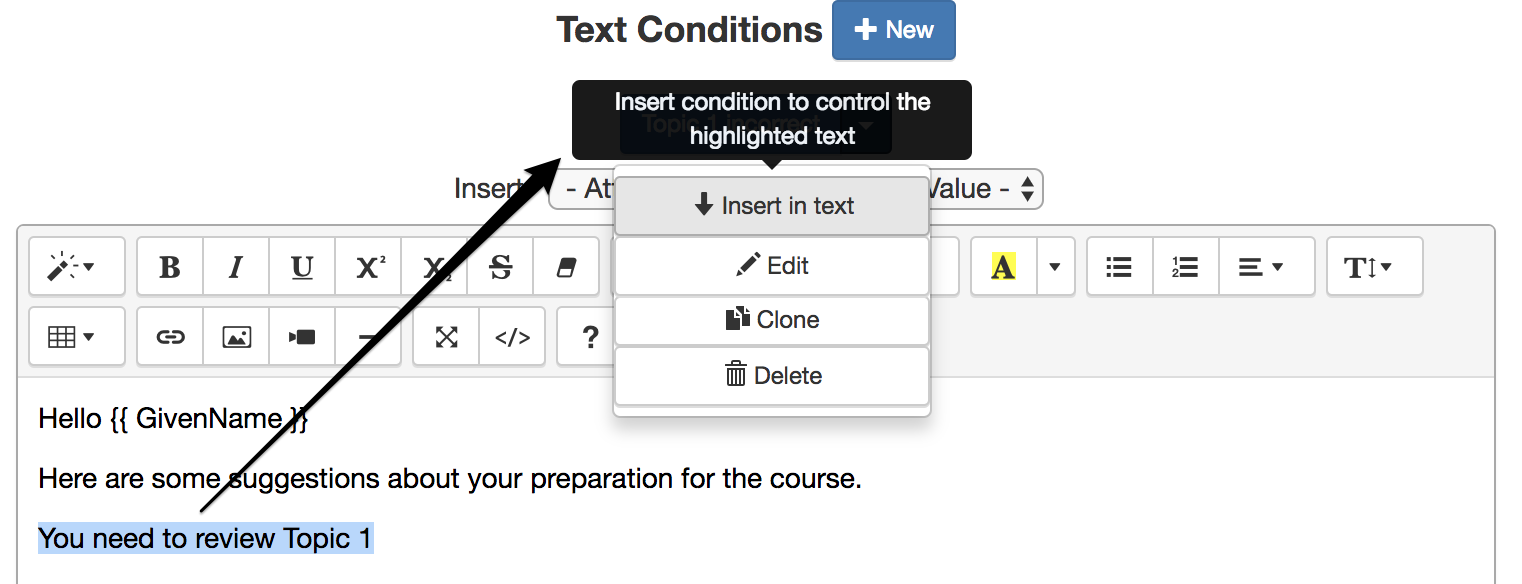 Text Conditions + New
Insert condition to control the
highlighted text
Topic 1 incorrect
Insert - At Value -
Insert in text
B I U X² X₂ S A T
</> ?
Edit
Clone
Delete
Hello {{ GivenName }}
Here are some suggestions about your preparation for the course.
You need to review Topic 1